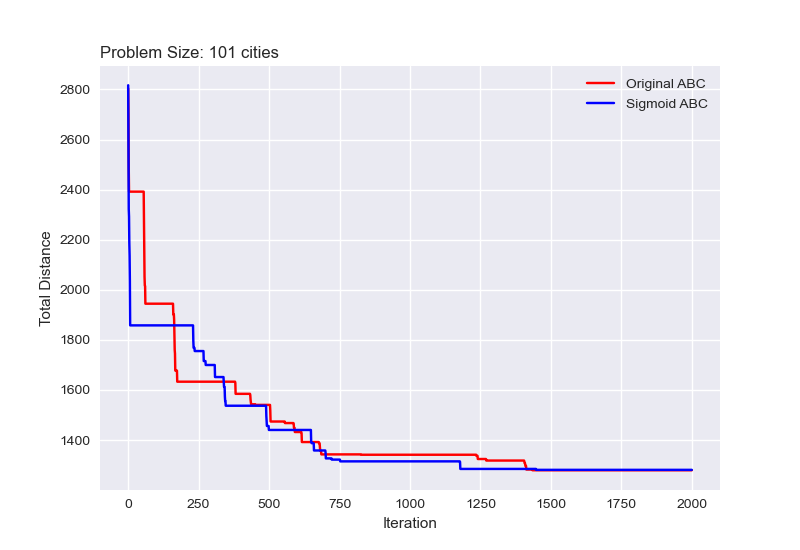 Problem Size: 101 cities
Original ABC
Sigmoid ABC
2800
2600
2400
2200
2000
1800
1600
1400
Total Distance
0 250 500 750 1000 1250 1500 1750 2000
Iteration